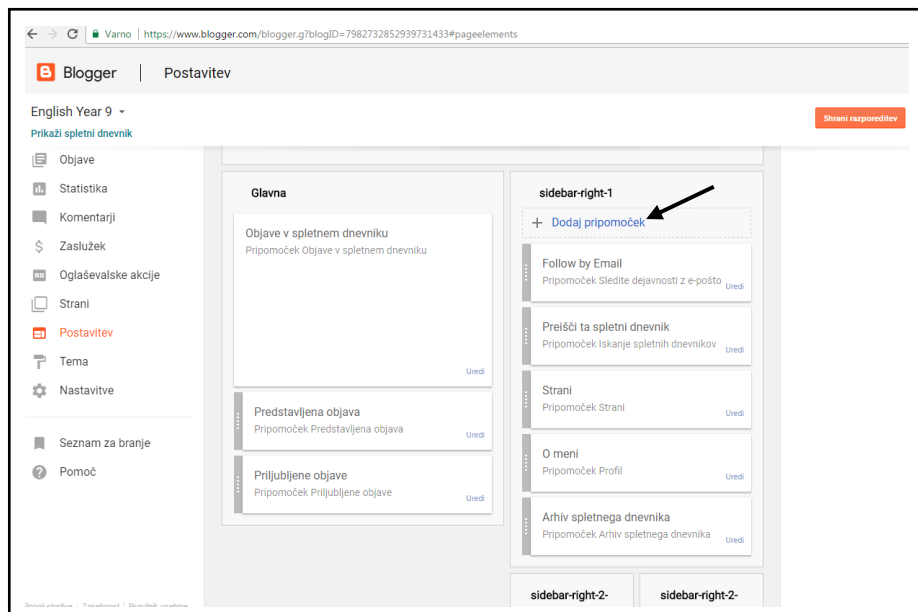 Varno | https://www.blogger.com/blogger.g?blogID=7982732852939731433#pageelements
Blogger | Postavitev
English Year 9
Prikaži spletni dnevnik
Shrani razporeditev
Objave
Statistika
Komentarji
Zaslužek
Oglaševalske akcije
Strani
Postavitev
Tema
Nastavitve
Seznam za branje
Pomoč
Glavna
Objave v spletnem dnevniku
Pripomoček Objave v spletnem dnevniku
Uredi
Predstavljena objava
Pripomoček Predstavljena objava
Uredi
Priljubljene objave
Pripomoček Priljubljene objave
Uredi
sidebar-right-1
+ Dodaj pripomoček
Follow by Email
Pripomoček Sledite dejavnosti z e-pošto
Uredi
Preišči ta spletni dnevnik
Pripomoček Iskanje spletnih dnevnikov
Uredi
Strani
Pripomoček Strani
Uredi
O meni
Pripomoček Profil
Uredi
Arhiv spletnega dnevnika
Pripomoček Arhiv spletnega dnevnika
Uredi
sidebar-right-2-
sidebar-right-2-